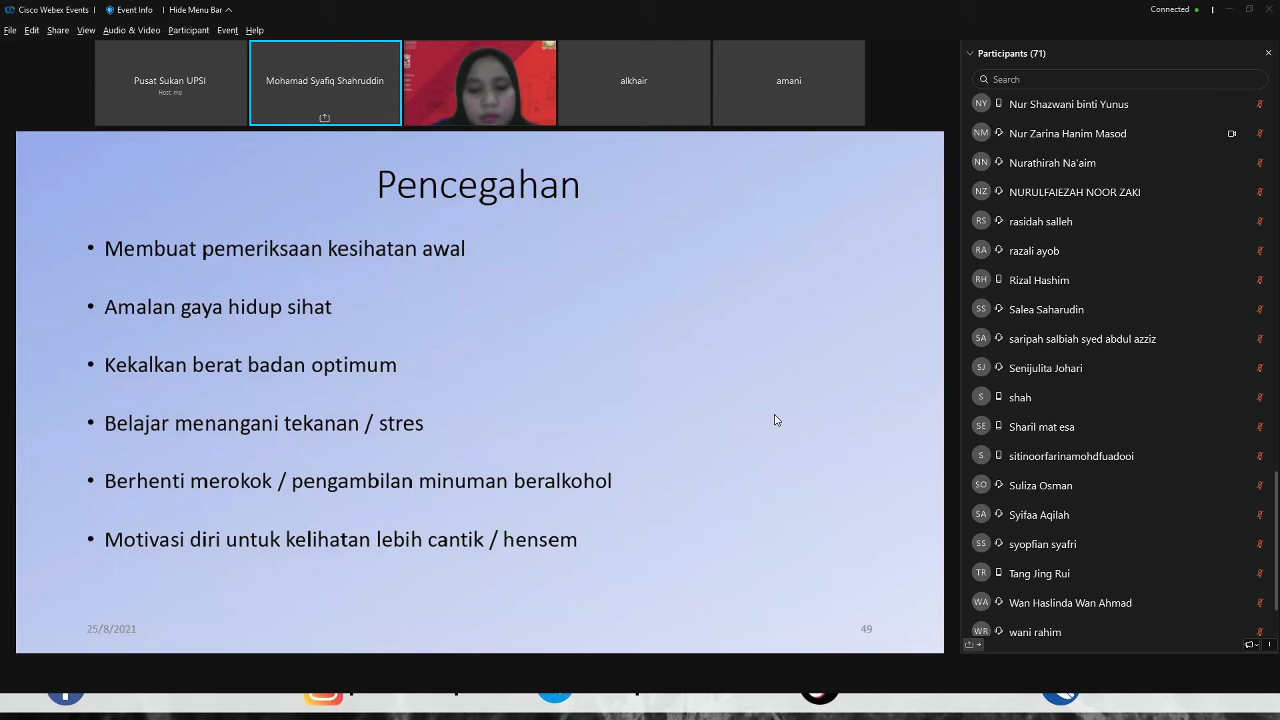 Cisco Webex Events
Event Info
Hide Menu Bar
Connected
File Edit Share View Audio & Video Participant Event Help
Pusat Sukan UPSI
Host, me
Mohamad Syafiq Shahruddin
alkhair
amani
Pencegahan
• Membuat pemeriksaan kesihatan awal
• Amalan gaya hidup sihat
• Kekalkan berat badan optimum
• Belajar menangani tekanan / stres
• Berhenti merokok / pengambilan minuman beralkohol
• Motivasi diri untuk kelihatan lebih cantik / hensem
25/8/2021
49
Participants (71)
Search
NY Nur Shazwani binti Yunus
NM Nur Zarina Hanim Masod
NN Nurathirah Na'aim
NZ NURULFAIEZAH NOOR ZAKI
RS rasidah salleh
RA razali ayob
RH Rizal Hashim
SS Salea Saharudin
SA saripah salbiah syed abdul azziz
SJ Senijulita Johari
S shah
SE Sharil mat esa
S sitinoorfarinamohdfuadooi
SO Suliza Osman
SA Syifaa Aqilah
SS syopfian syafri
TR Tang Jing Rui
WA Wan Haslinda Wan Ahmad
WR wani rahim